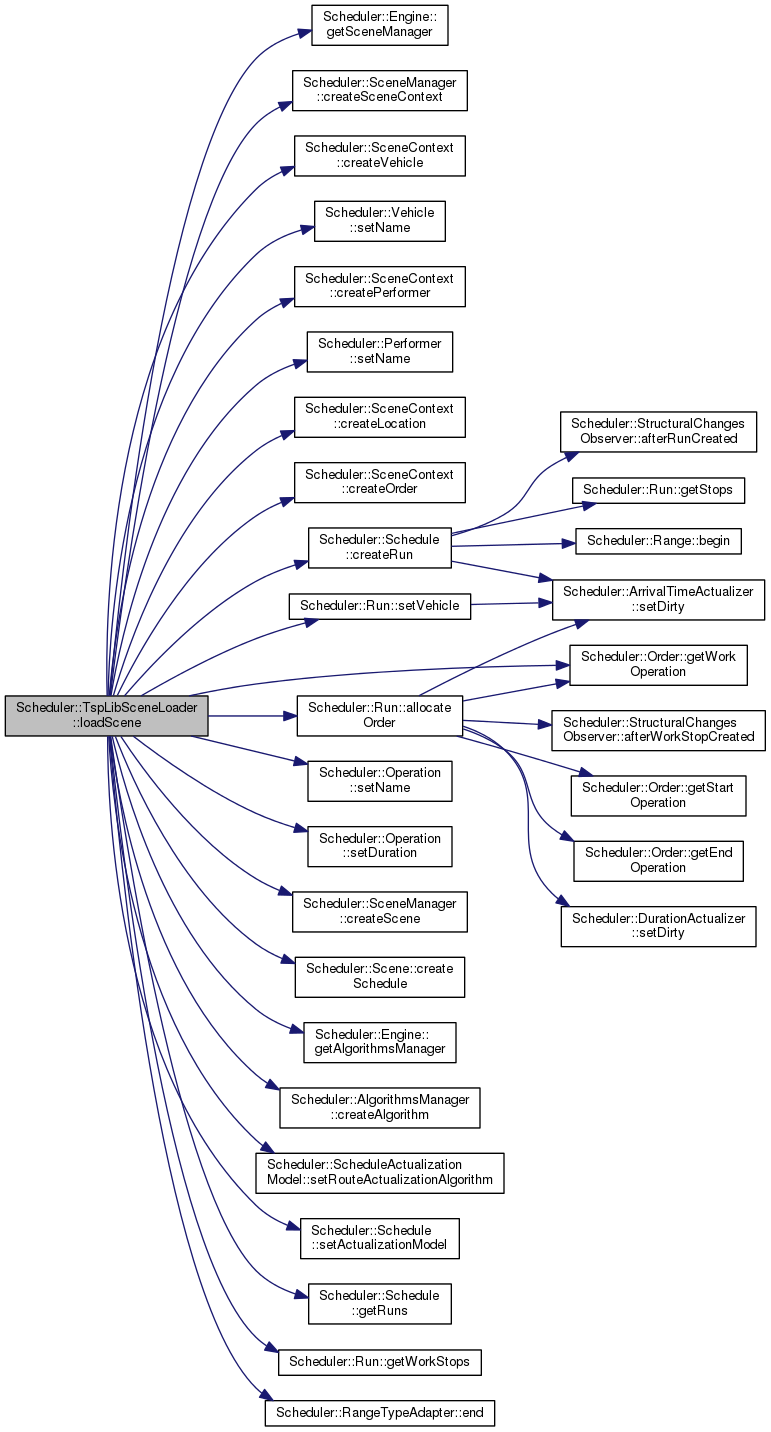 Scheduler::Engine::
getSceneManager
Scheduler::SceneManager
::createSceneContext
Scheduler::SceneContext
::createVehicle
Scheduler::Vehicle
::setName
Scheduler::SceneContext
::createPerformer
Scheduler::Performer
::setName
Scheduler::SceneContext
::createLocation
Scheduler::SceneContext
::createOrder
Scheduler::Schedule
::createRun
Scheduler::StructuralChanges
Observer::afterRunCreated
Scheduler::Run::getStops
Scheduler::Range::begin
Scheduler::ArrivalTimeActualizer
::setDirty
Scheduler::Run::setVehicle
Scheduler::Order::getWork
Operation
Scheduler::TspLibSceneLoader
::loadScene
Scheduler::Run::allocate
Order
Scheduler::StructuralChanges
Observer::afterWorkStopCreated
Scheduler::Order::getStart
Operation
Scheduler::Order::getEnd
Operation
Scheduler::DurationActualizer
::setDirty
Scheduler::Operation
::setName
Scheduler::Operation
::setDuration
Scheduler::SceneManager
::createScene
Scheduler::Scene::create
Schedule
Scheduler::Engine::
getAlgorithmsManager
Scheduler::AlgorithmsManager
::createAlgorithm
Scheduler::ScheduleActualization
Model::setRouteActualizationAlgorithm
Scheduler::Schedule
::setActualizationModel
Scheduler::Schedule
::getRuns
Scheduler::Run::getWorkStops
Scheduler::RangeTypeAdapter::end